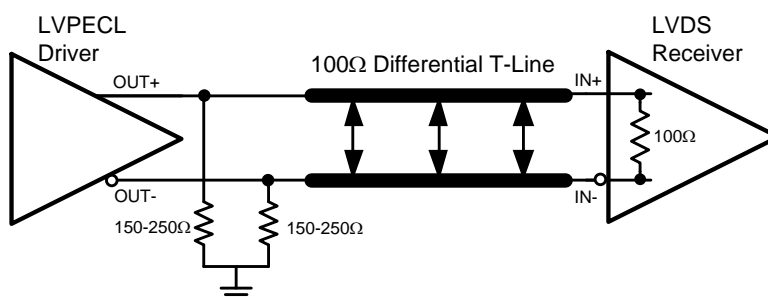 LVPECL
Driver
LVDS
Receiver
100Ω Differential T-Line
OUT+
IN+
100Ω
OUT-
IN-
150-250Ω
150-250Ω